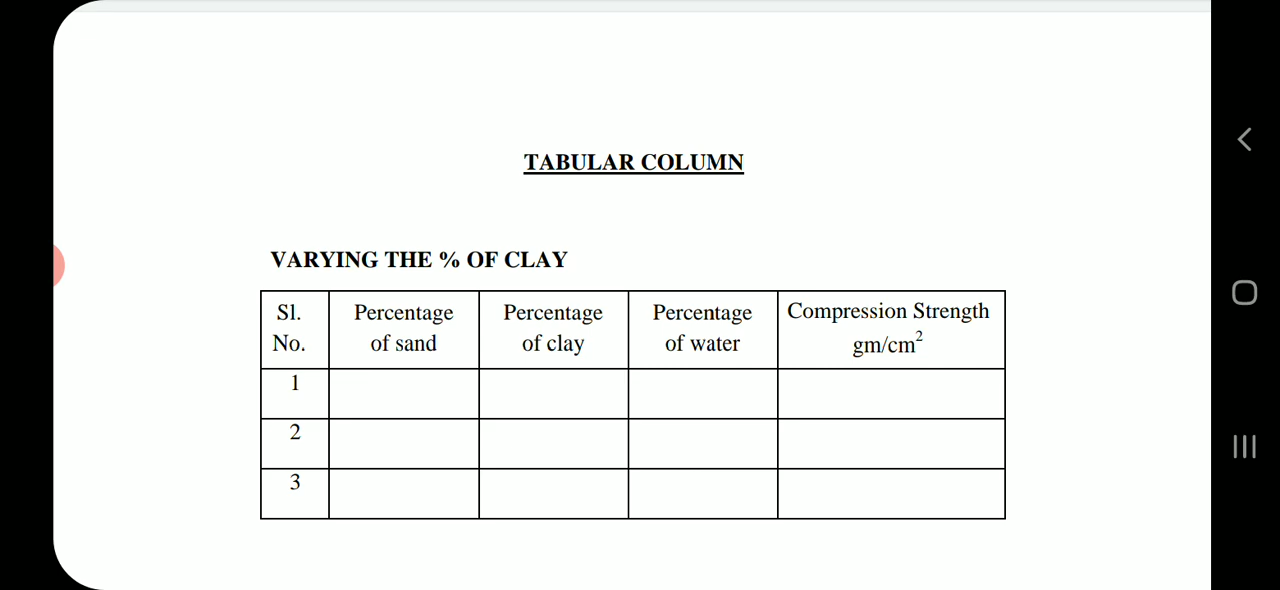 TABULAR COLUMN
VARYING THE % OF CLAY
Sl. No. Percentage of sand Percentage of clay Percentage of water Compression Strength gm/cm²
1
2
3